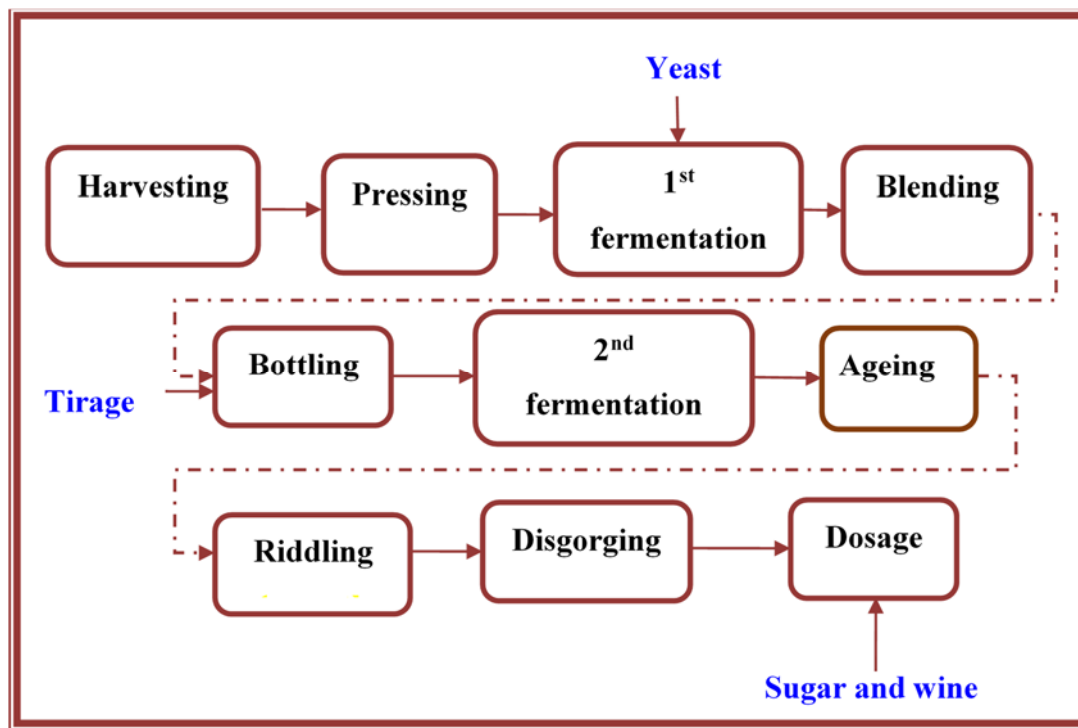 Yeast
Harvesting
Pressing
1st
fermentation
Blending
Tirage
Bottling
2nd
fermentation
Ageing
Riddling
Disgorging
Dosage
Sugar and wine